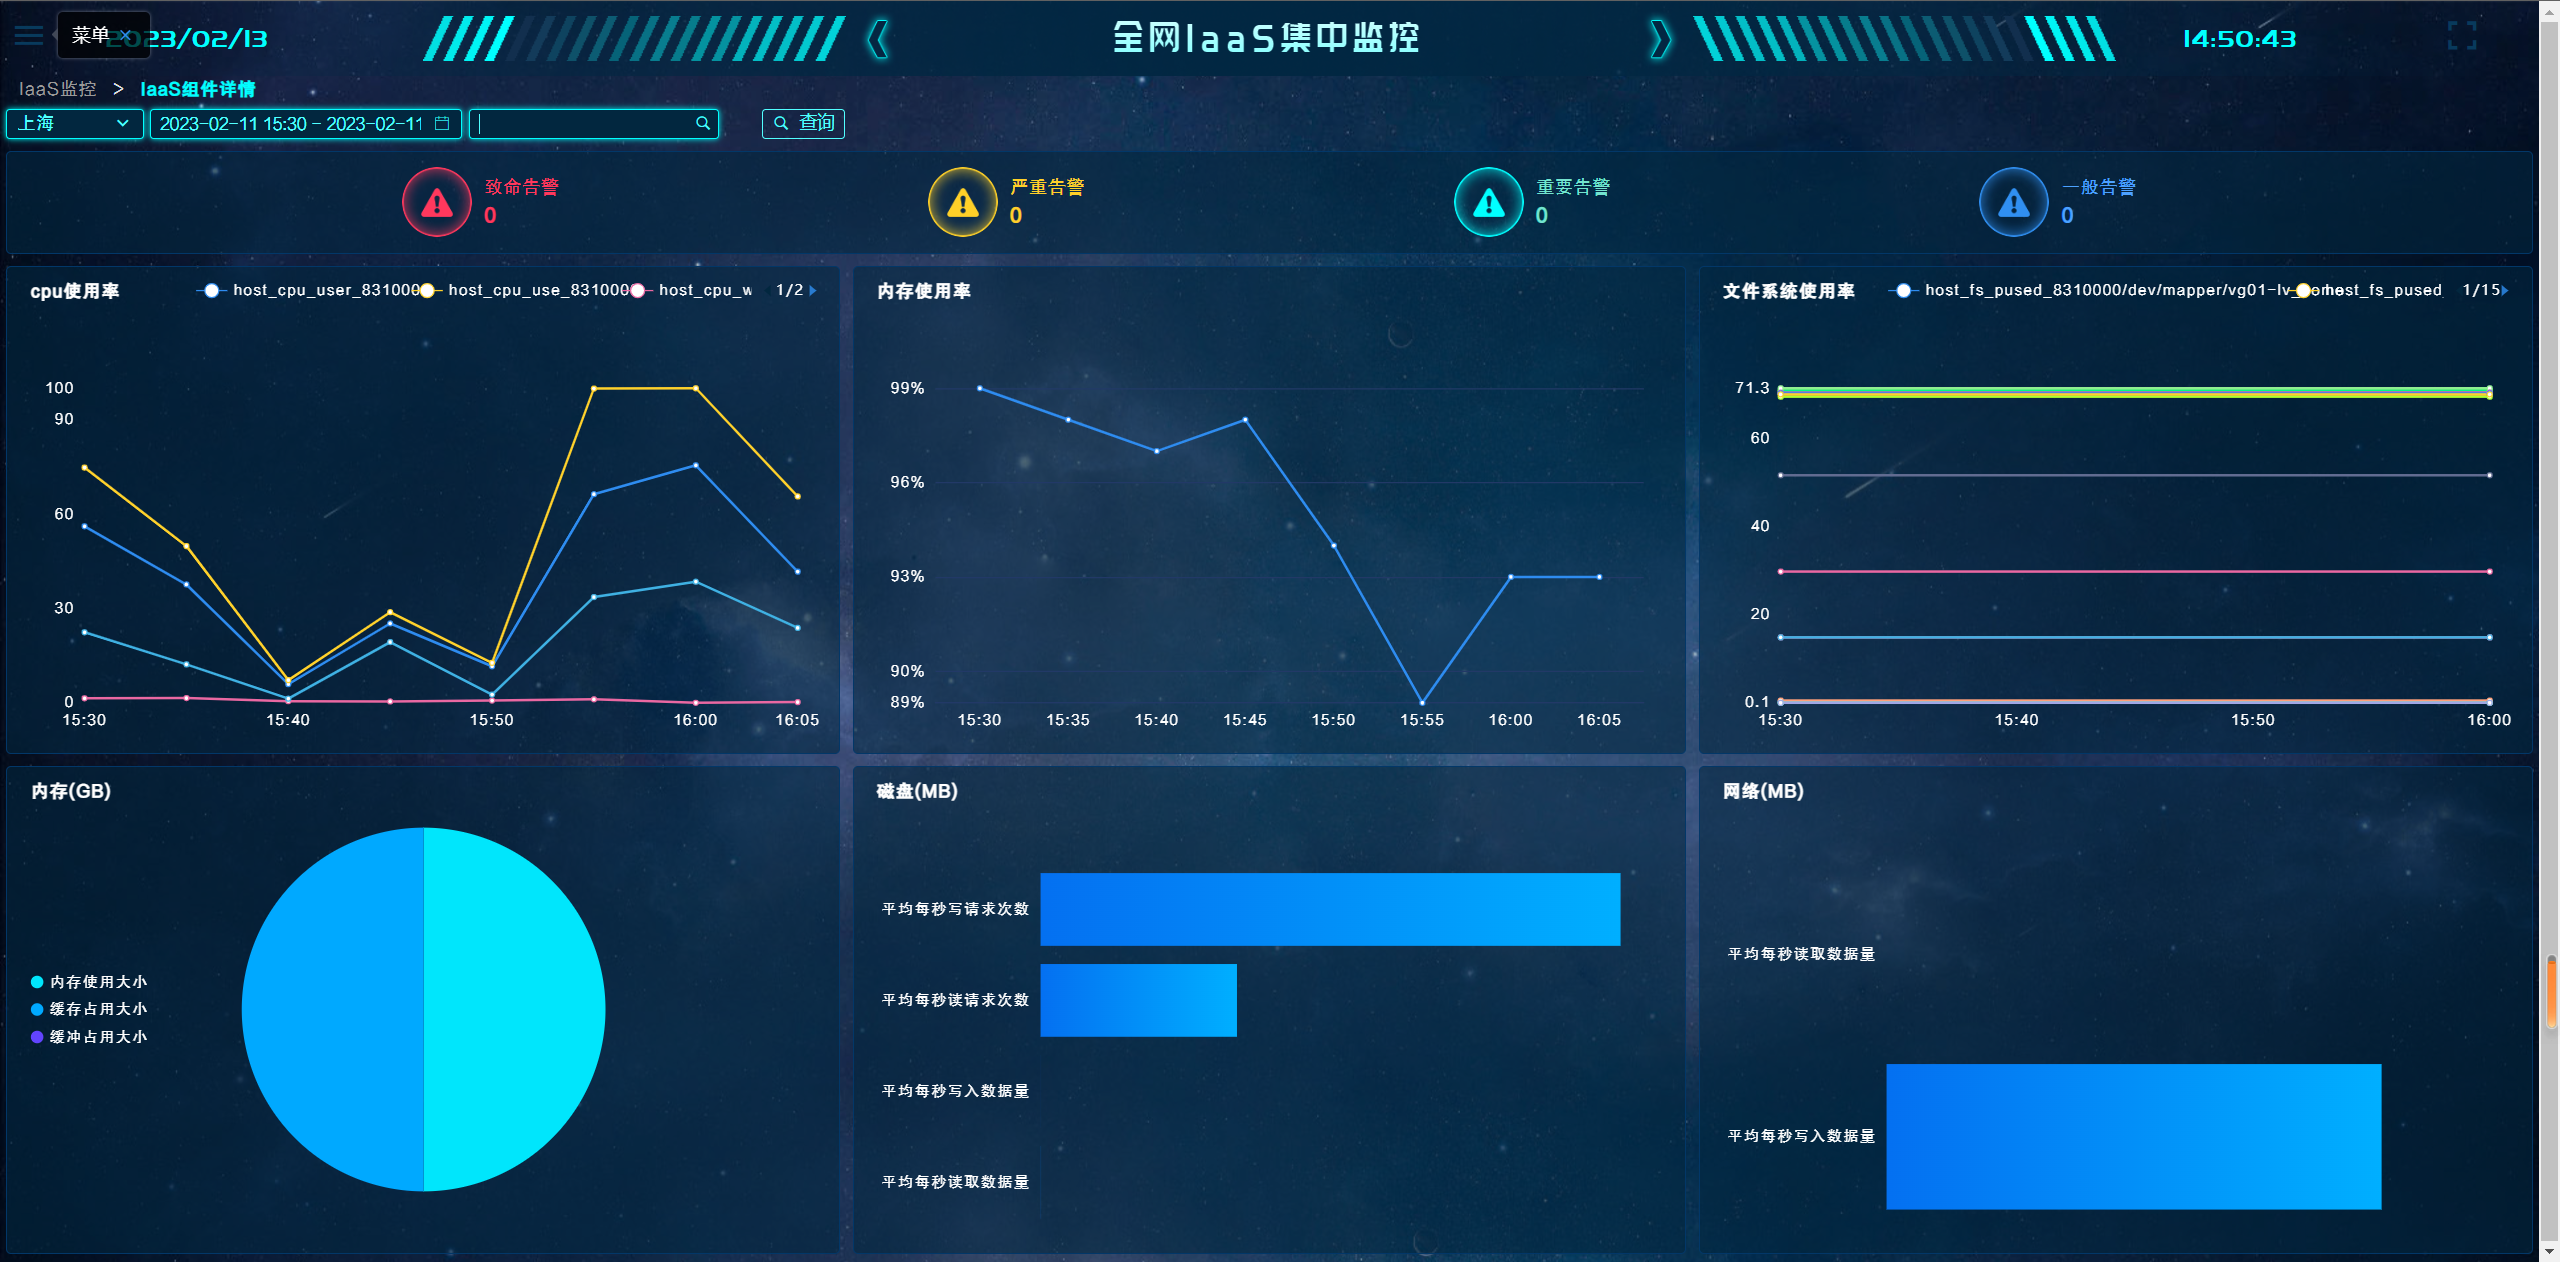 菜单 ×
2023/02/13
全网IaaS集中监控
14:50:43
IaaS监控 > IaaS组件详情
上海
2023-02-11 15:30 - 2023-02-11
查询
致命告警
0
严重告警
0
重要告警
0
一般告警
0
cpu使用率
host_cpu_user_831000
host_cpu_use_831000
host_cpu_w
1/2
100
90
60
30
0
15:30 15:40 15:50 16:00 16:05
内存使用率
99%
96%
93%
90%
89%
15:30 15:35 15:40 15:45 15:50 15:55 16:00 16:05
文件系统使用率
host_fs_pused_8310000/dev/mapper/vg01-lv_home
host_fs_pused
1/15
71.3
60
40
20
0.1
15:30 15:40 15:50 16:00
内存(GB)
内存使用大小
缓存占用大小
缓冲占用大小
磁盘(MB)
平均每秒写请求次数
平均每秒读请求次数
平均每秒写入数据量
平均每秒读取数据量
网络(MB)
平均每秒读取数据量
平均每秒写入数据量